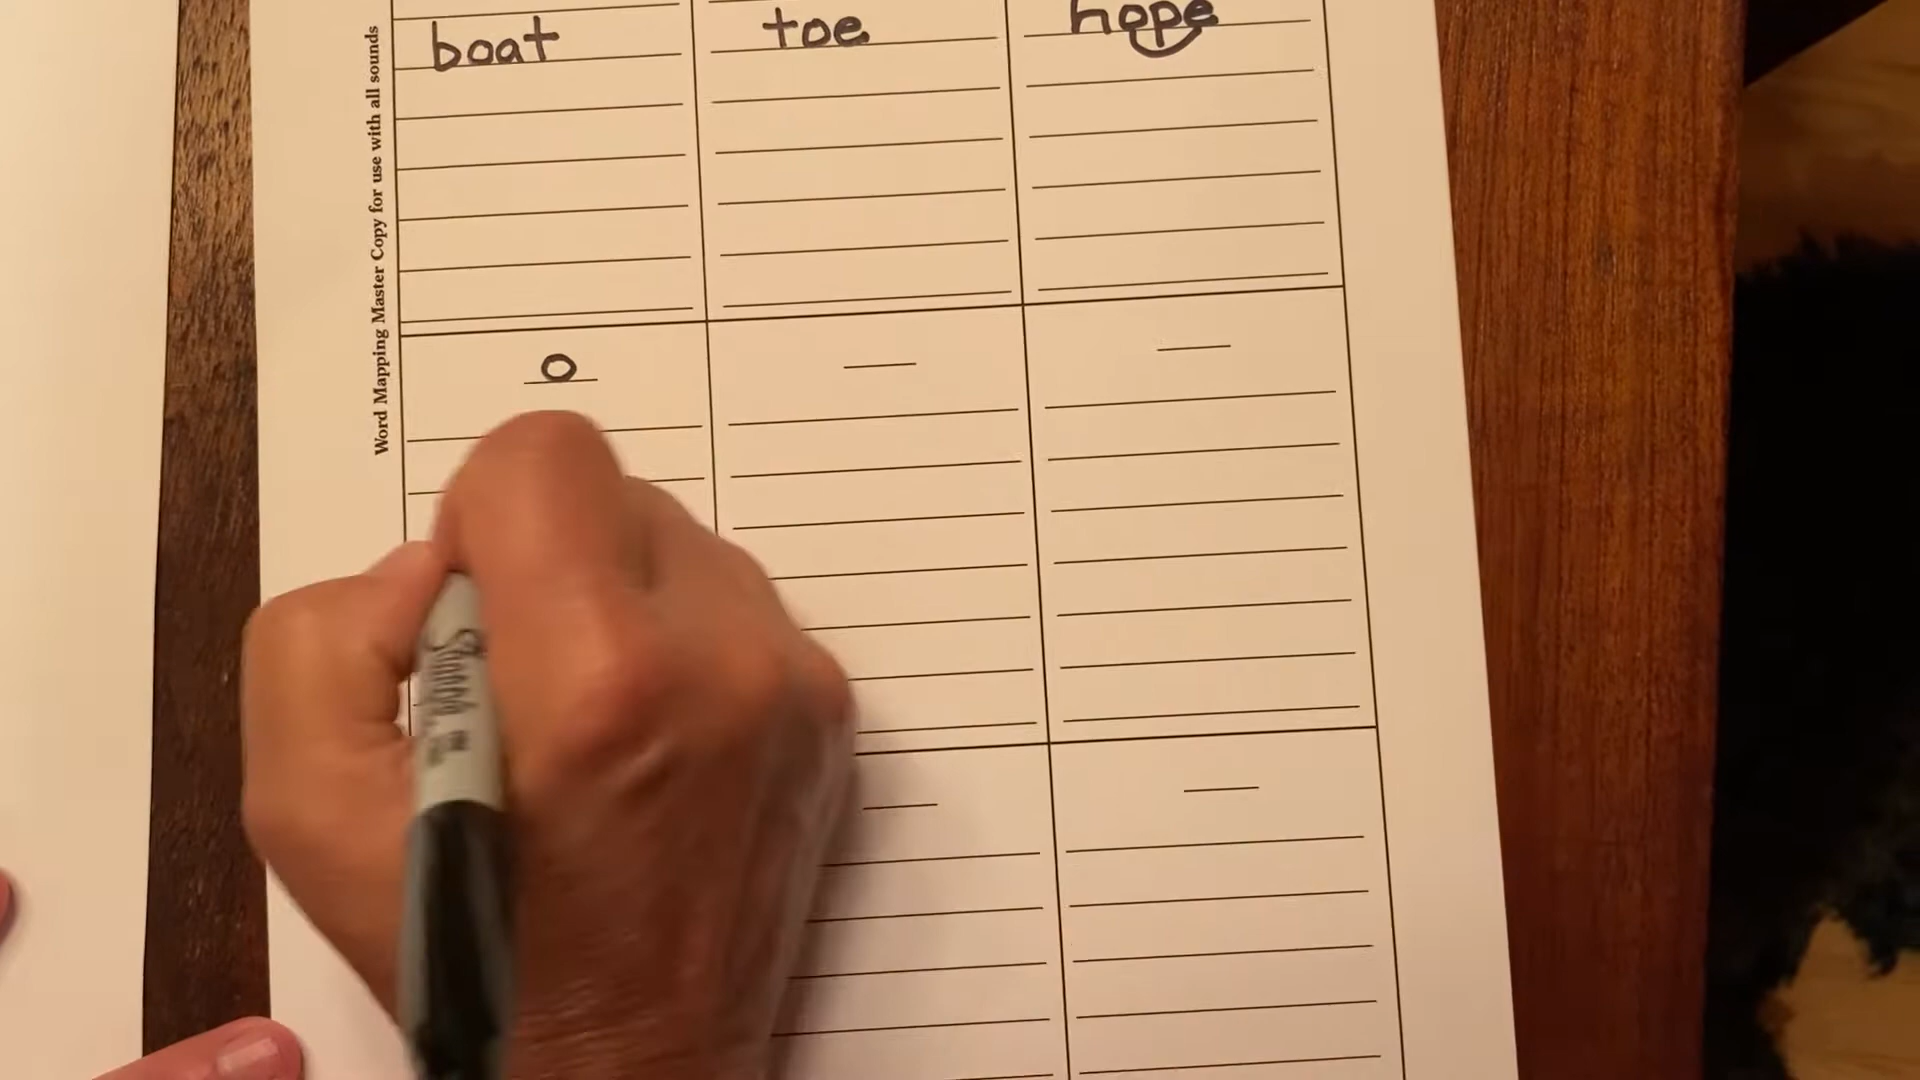 Word Mapping Master Copy for use with all sounds
boat
toe
hope
o
Sharpie